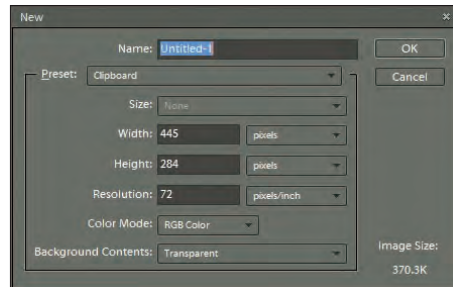 New
Name: Untitled-1 OK
Preset: Clipboard Cancel
Size: None
Width: 445 pixels
Height: 284 pixels
Resolution: 72 pixels/inch
Color Mode: RGB Color
Background Contents: Transparent
Image Size:
370.3K